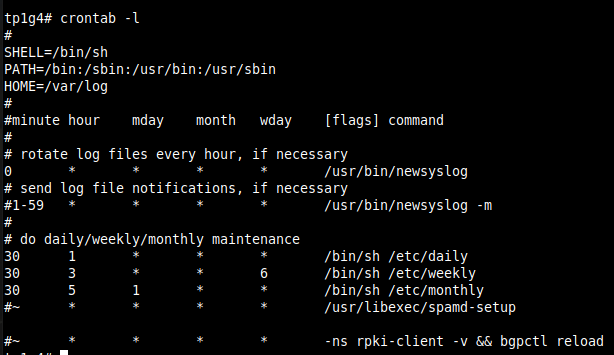 tp1g4# crontab -l
#
SHELL=/bin/sh
PATH=/bin:/sbin:/usr/bin:/usr/sbin
HOME=/var/log
#
#minute hour    mday    month   wday    [flags] command
#
# rotate log files every hour, if necessary
0       *       *       *       *       /usr/bin/newsyslog
# send log file notifications, if necessary
#1-59   *       *       *       *       /usr/bin/newsyslog -m
#
# do daily/weekly/monthly maintenance
30      1       *       *       *       /bin/sh /etc/daily
30      3       *       *       6       /bin/sh /etc/weekly
30      5       1       *       *       /bin/sh /etc/monthly
#~      *       *       *       *       /usr/libexec/spamd-setup

#~      *       *       *       *       -ns rpki-client -v && bgpctl reload
tp1g4#